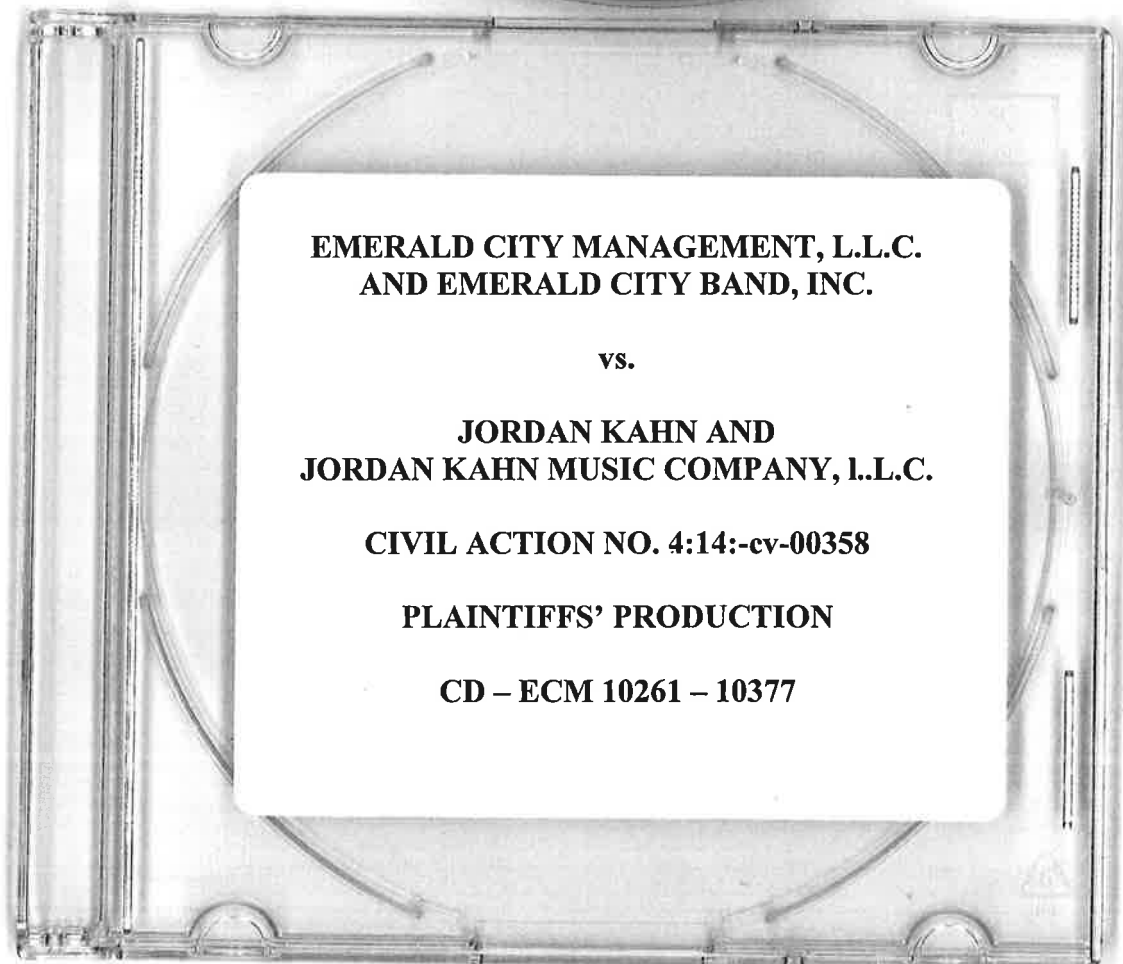 EMERALD CITY MANAGEMENT, L.L.C.
AND EMERALD CITY BAND, INC.
vs.
JORDAN KAHN AND
JORDAN KAHN MUSIC COMPANY, l..L.C.
CIVIL ACTION NO. 4:14:-cv-00358
PLAINTIFFS' PRODUCTION
CD – ECM 10261 – 10377